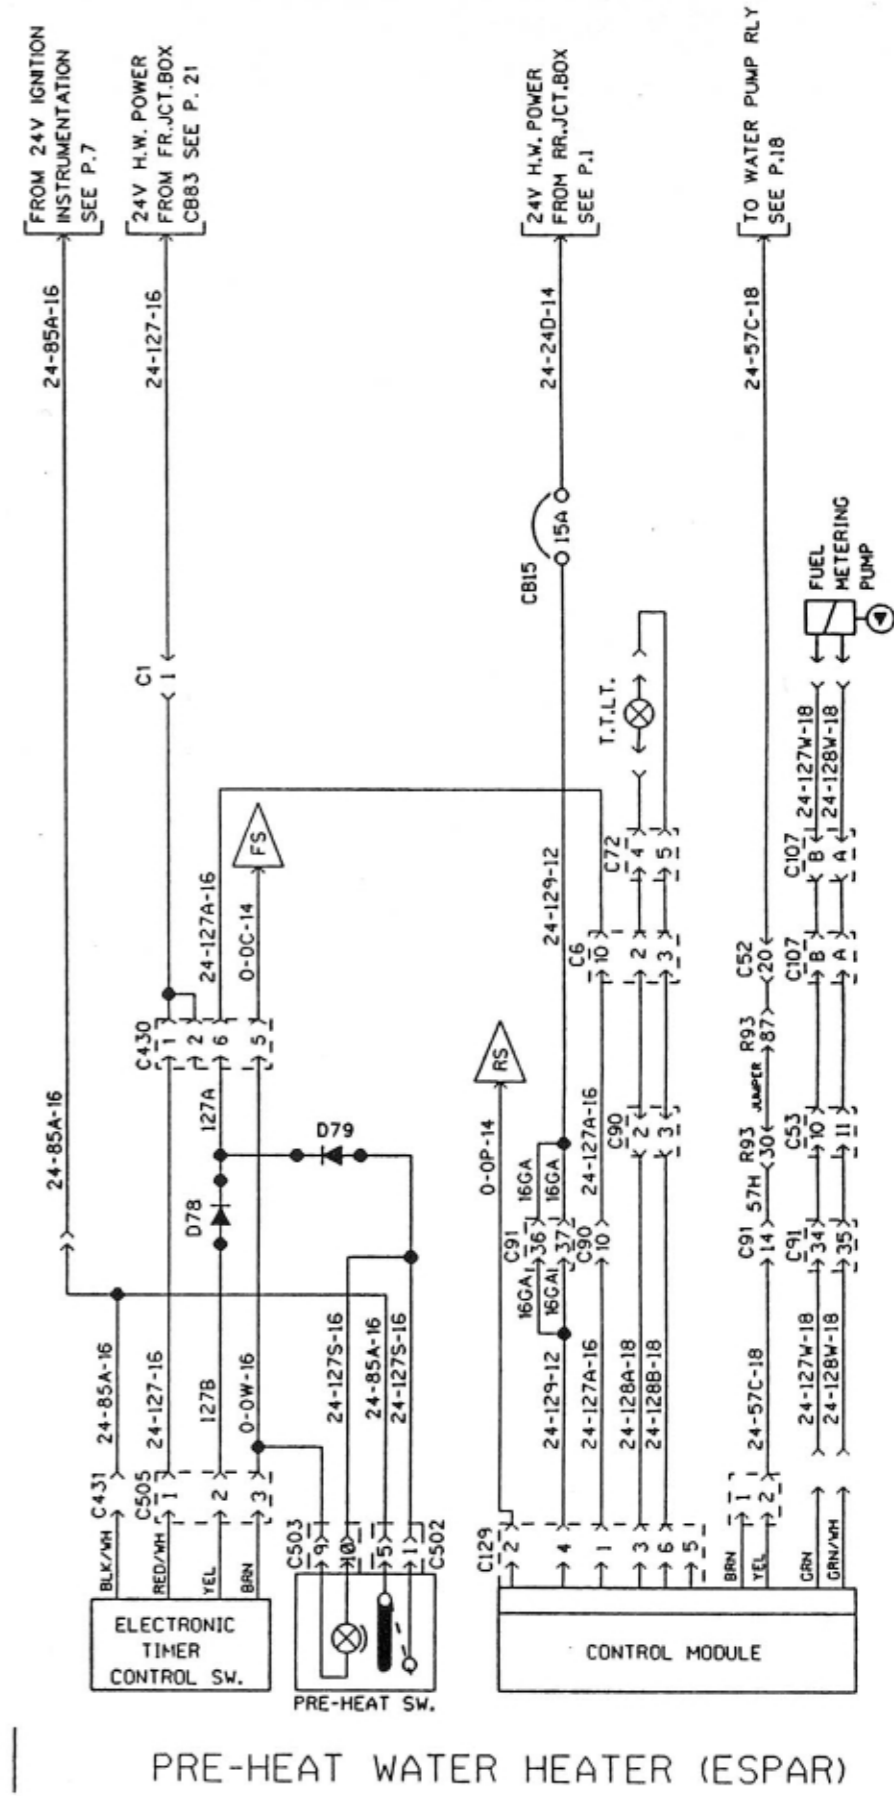 FROM 24V IGNITION
INSTRUMENTATION
SEE P.7
24V H.W. POWER
FROM FR.JCT.BOX
CB83 SEE P. 21
24V H.W. POWER
FROM RR.JCT.BOX
SEE P.1
TO WATER PUMP RLY
SEE P.18
24-85A-16
24-127-16
24-24D-14
24-57C-18
CB15
15A
C1
1
T.T.LT.
FUEL
METERING
PUMP
24-127W-18
24-128W-18
FS
24-127A-16
0-0C-14
24-129-12
C72
4
5
C107
B
A
C430
1
2
6
5
C6
10
2
3
C52
20
C107
B
A
24-85A-16
127A
D79
D78
RS
0-0P-14
16GA
16GA
24-127A-16
C90
2
3
R93
87
JUMPER
R93
30
57H
C53
10
11
C91
36
37
C90
10
C91
14
C91
34
35
16GA
16GA
24-85A-16
24-127-16
127B
0-0W-16
24-127S-16
24-85A-16
24-127S-16
24-129-12
24-127A-16
24-128A-18
24-128B-18
24-57C-18
24-127W-18
24-128W-18
C431
C505
1
2
3
C503
9
10
5
1
C502
C129
2
4
1
3
6
5
1
2
BLK/WH
RED/WH
YEL
BRN
BRN
YEL
GRN
GRN/WH
ELECTRONIC
TIMER
CONTROL SW.
PRE-HEAT SW.
CONTROL MODULE
PRE-HEAT WATER HEATER (ESPAR)